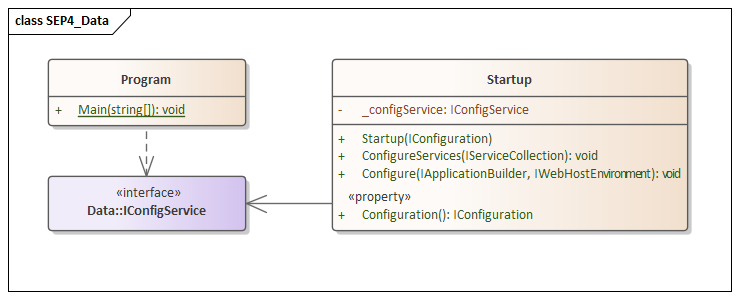 class SEP4_Data
Program
+ Main(string[]): void
«interface»
Data::IConfigService
Startup
- _configService: IConfigService
+ Startup(IConfiguration)
+ ConfigureServices(IServiceCollection): void
+ Configure(IApplicationBuilder, IWebHostEnvironment): void
«property»
+ Configuration(): IConfiguration